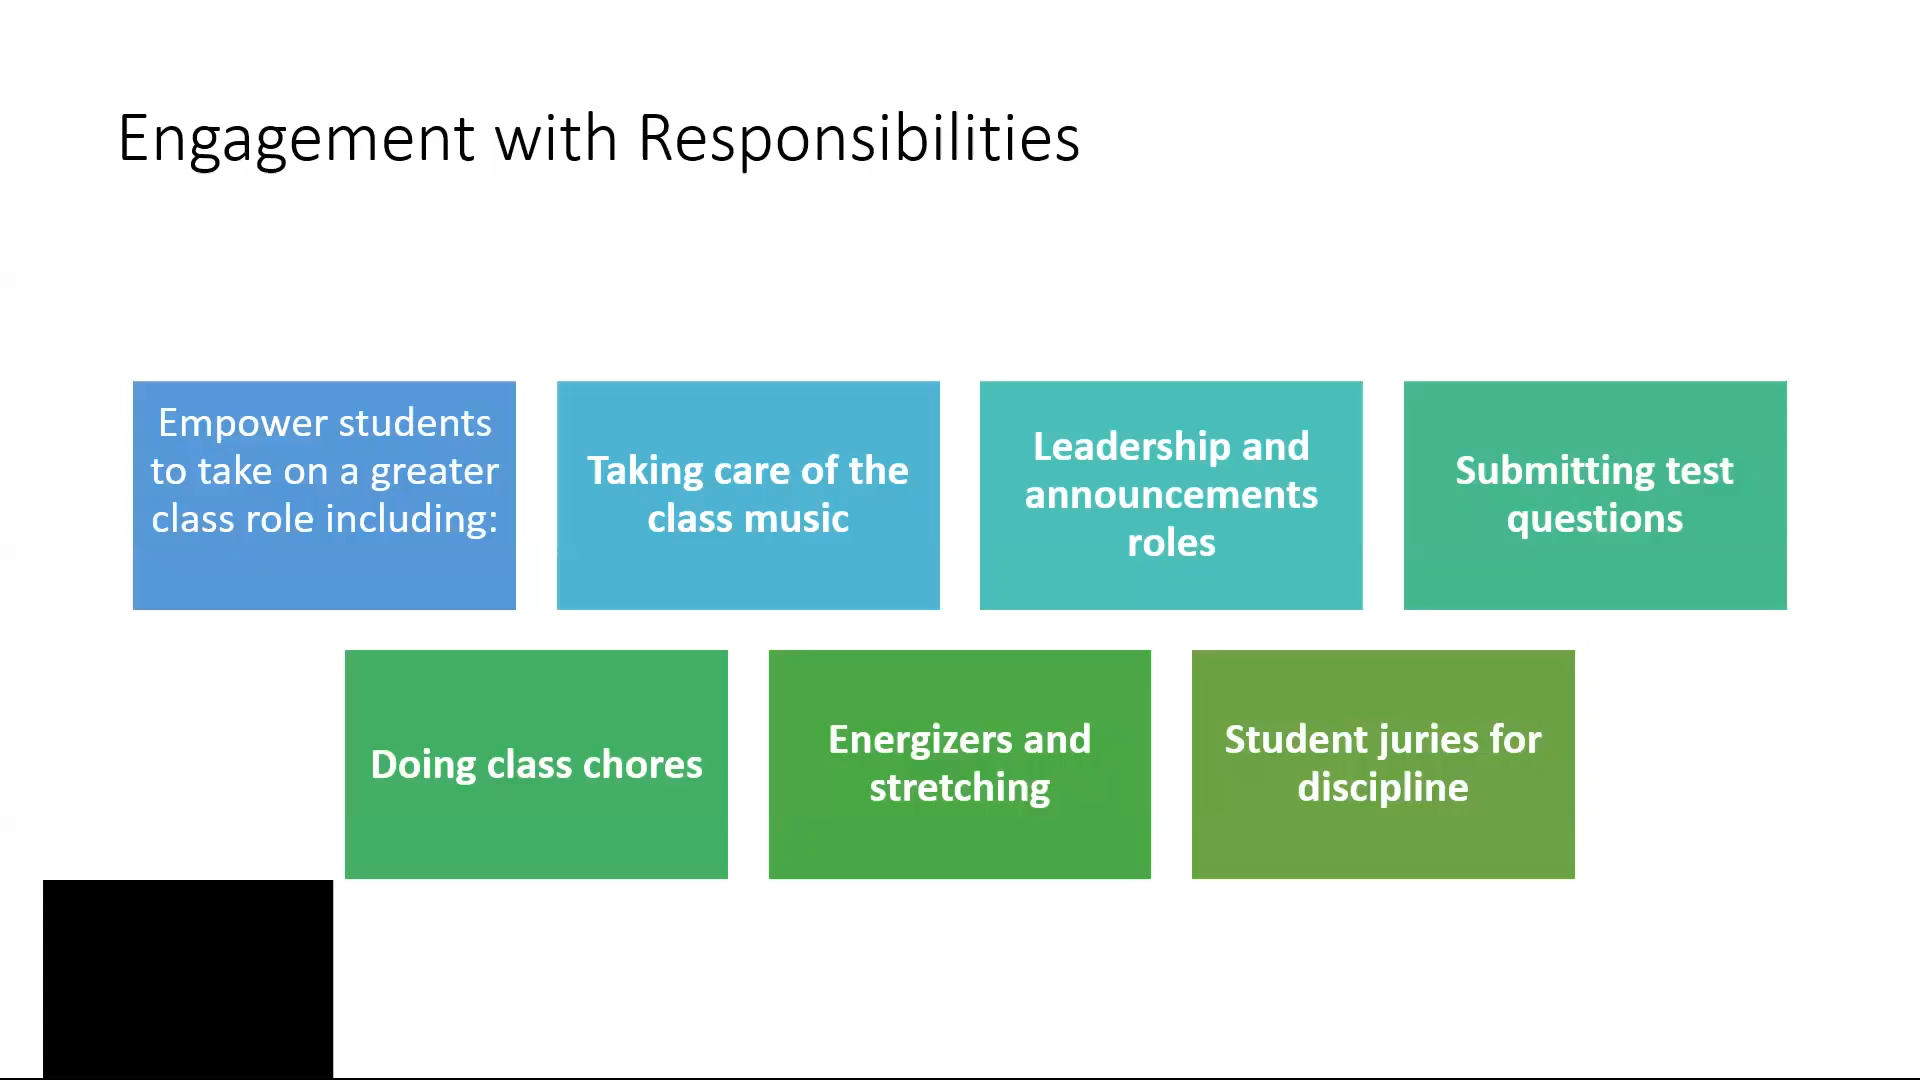 Engagement with Responsibilities
Empower students
to take on a greater
class role including:
Taking care of the
class music
Leadership and
announcements
roles
Submitting test
questions
Doing class chores
Energizers and
stretching
Student juries for
discipline